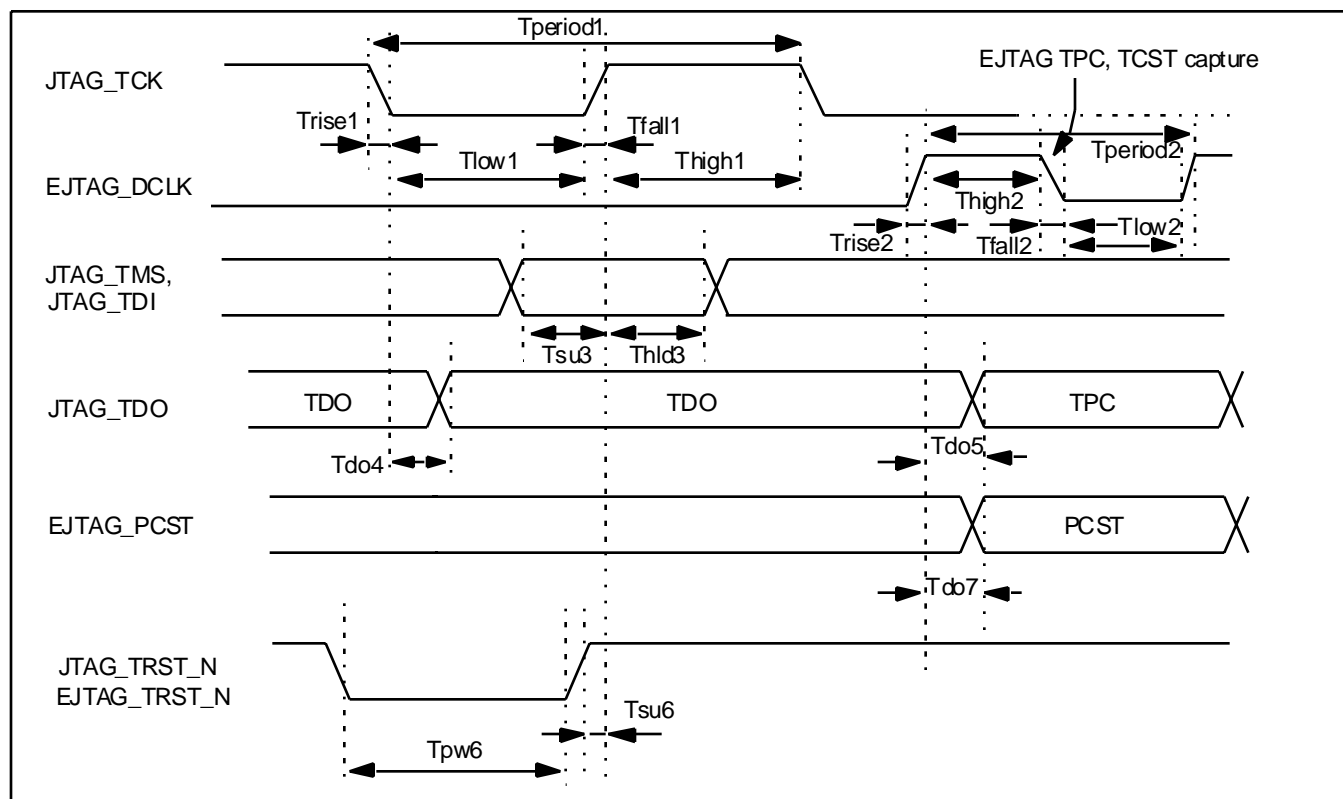 Tperiod1
JTAG_TCK
EJTAG TPC, TCST capture
Trise1
Tfall1
Tlow1
Thigh1
Tperiod2
EJTAG_DCLK
Thigh2
Trise2
Tfall2
Tlow2
JTAG_TMS,
JTAG_TDI
Tsu3
Thld3
JTAG_TDO
TDO
TDO
TPC
Tdo4
Tdo5
EJTAG_PCST
PCST
Tdo7
JTAG_TRST_N
EJTAG_TRST_N
Tsu6
Tpw6